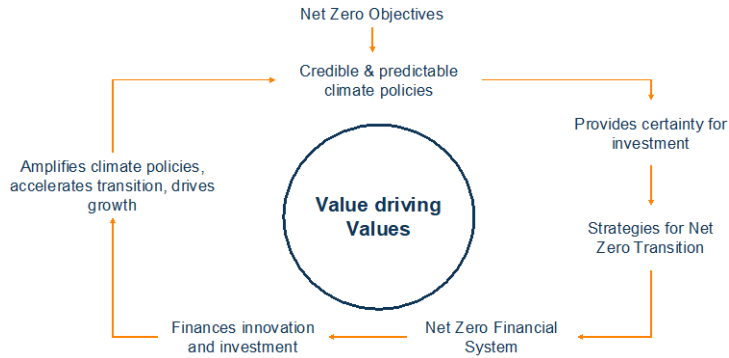 Net Zero Objectives
Credible & predictable
climate policies
Provides certainty for
investment
Strategies for Net
Zero Transition
Net Zero Financial
System
Finances innovation
and investment
Amplifies climate policies,
accelerates transition, drives
growth
Value driving
Values